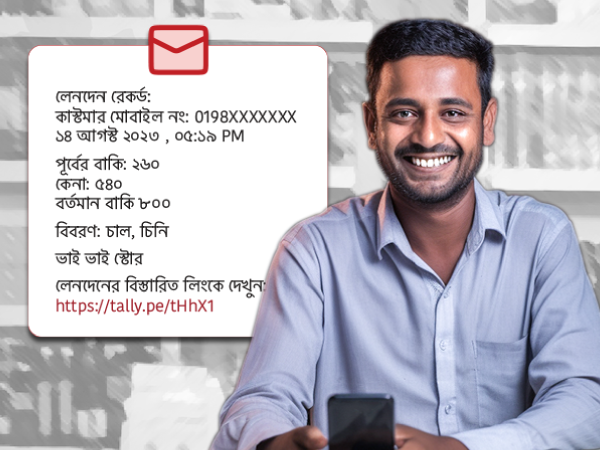 লেনদেন রেকর্ড:
কাস্টমার মোবাইল নং: 0198XXXXXXX
১৪ আগস্ট ২০২৩ , ০৫:১৯ PM
পূর্বের বাকি: ২৬০
কেনা: ৫৪০
বর্তমান বাকি ৮০০
বিবরণ: চাল, চিনি
ভাই ভাই স্টোর
লেনদেনের বিস্তারিত লিংকে দেখুন:
https://tally.pe/tHhX1